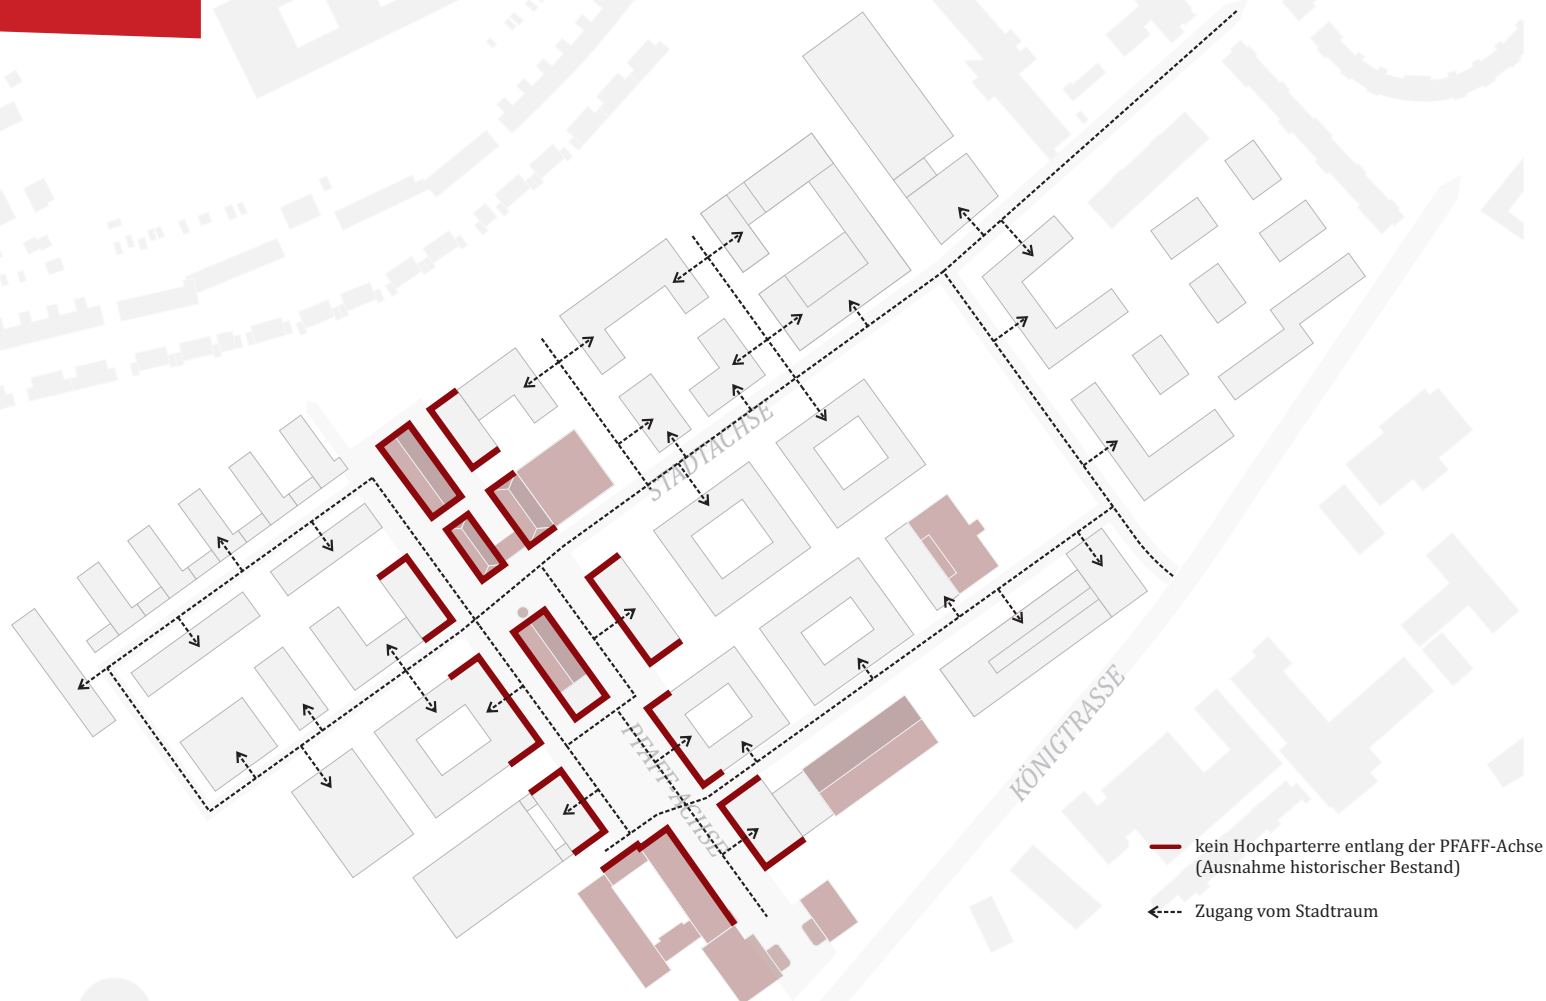 STADTACHSE
PFAFF-ACHSE
KÖNIGTRASSE
kein Hochparterre entlang der PFAFF-Achse
(Ausnahme historischer Bestand)
Zugang vom Stadtraum